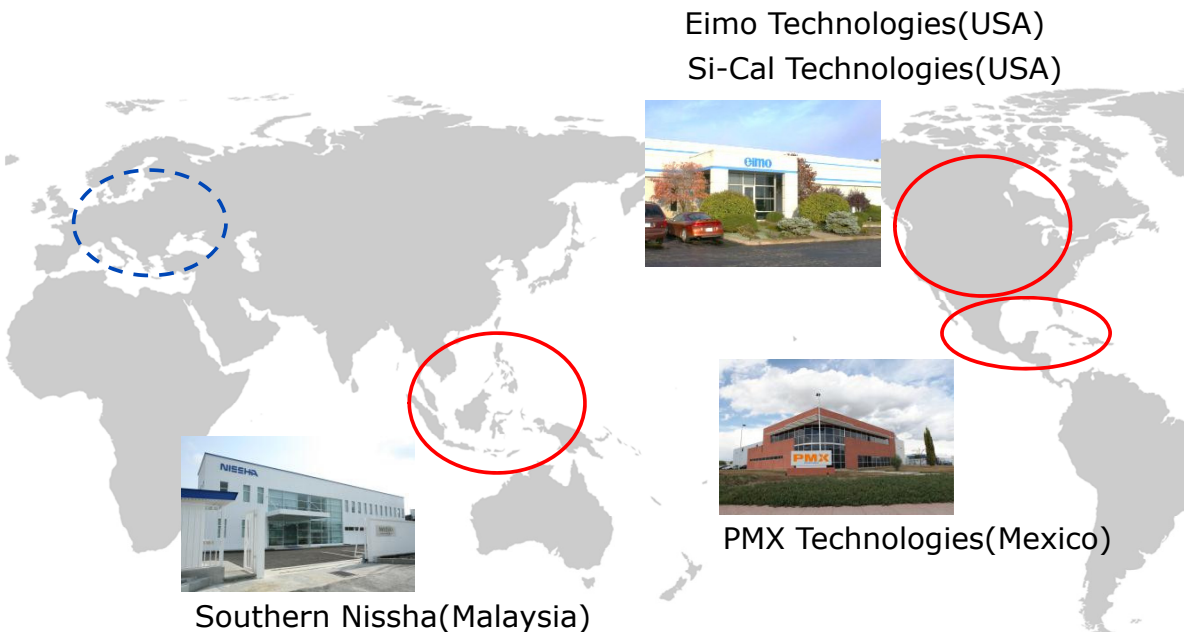 Eimo Technologies(USA)
Si-Cal Technologies(USA)
eimo
NISSHA
PMX
PMX Technologies(Mexico)
Southern Nissha(Malaysia)